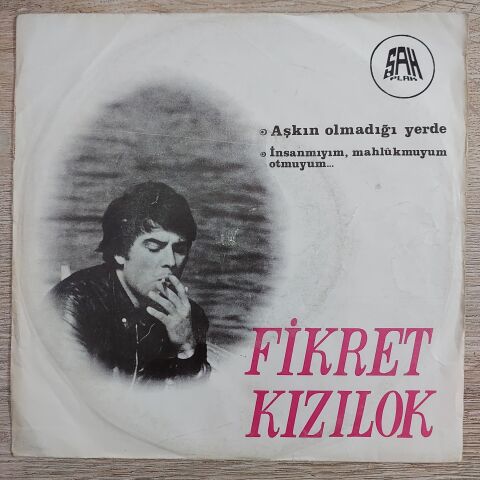 ŞAH
PLAK
Aşkın olmadığı yerde
İnsanmıyım, mahlûkmuyum
otmuyum...
FİKRET
KIZILOK